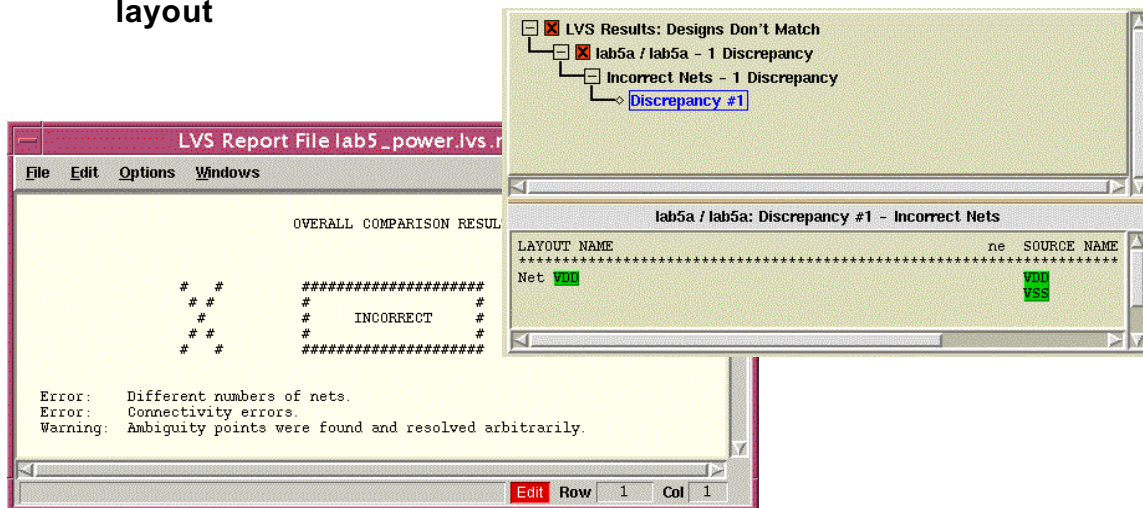 layout
LVS Results: Designs Don't Match
lab5a / lab5a - 1 Discrepancy
Incorrect Nets - 1 Discrepancy
Discrepancy #1
lab5a / lab5a: Discrepancy #1 - Incorrect Nets
LAYOUT NAME ne SOURCE NAME
*******************************************************************
Net VDD VDD
VSS
LVS Report File lab5_power.lvs.r
File Edit Options Windows
OVERALL COMPARISON RESUL
# # #####################
# # # #
# # INCORRECT #
# # # #
# # #####################
Error: Different numbers of nets.
Error: Connectivity errors.
Warning: Ambiguity points were found and resolved arbitrarily.
Edit Row 1 Col 1